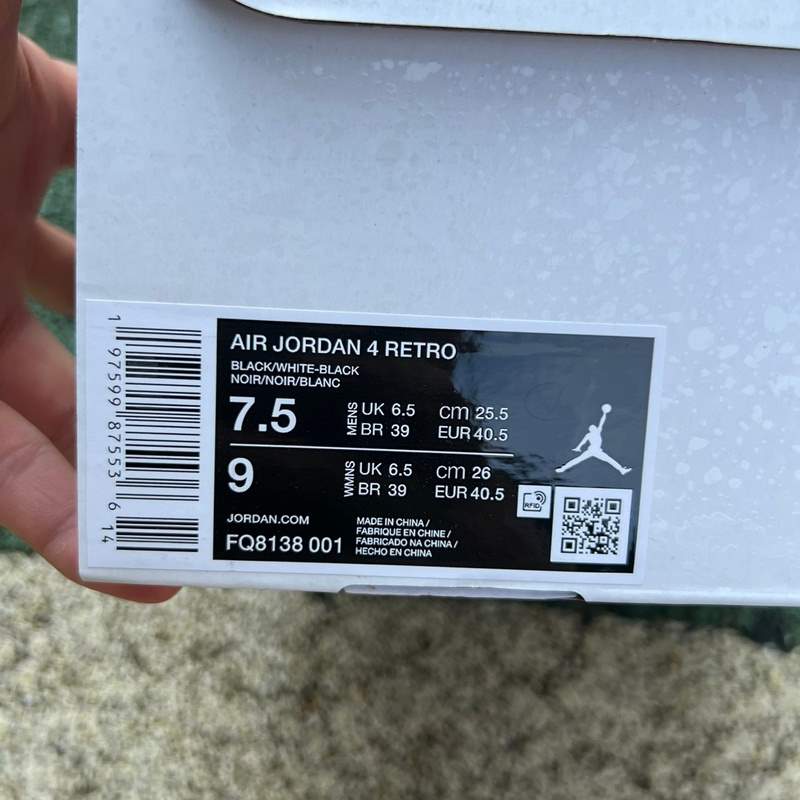 AIR JORDAN 4 RETRO
BLACK/WHITE-BLACK
NOIR/NOIR/BLANC
7.5 MENS UK 6.5 CM 25.5
BR 39 EUR 40.5
9 WMNS UK 6.5 CM 26
BR 39 EUR 40.5
RFID
JORDAN.COM
FQ8138 001
MADE IN CHINA /
FABRIQUE EN CHINE /
FABRICADO NA CHINA /
HECHO EN CHINA
1 97599 87553 6 14